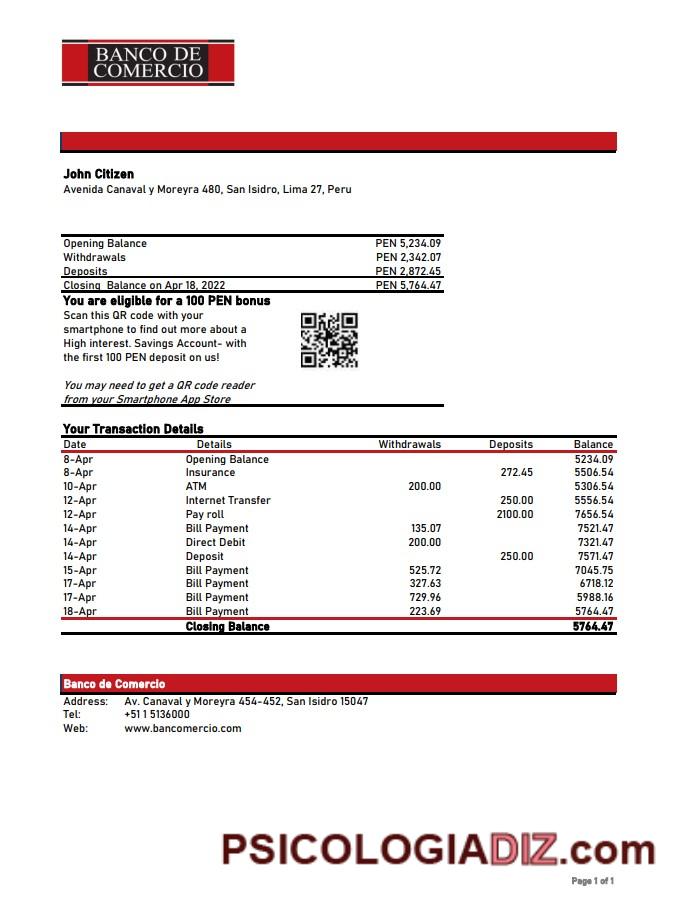 BANCO DE
COMERCIO
John Citizen
Avenida Canaval y Moreyra 480, San Isidro, Lima 27, Peru
Opening Balance PEN 5,234.09
Withdrawals PEN 2,342.07
Deposits PEN 2,872.45
Closing Balance on Apr 18, 2022 PEN 5,764.47
You are eligible for a 100 PEN bonus
Scan this QR code with your
smartphone to find out more about a
High interest. Savings Account- with
the first 100 PEN deposit on us!
You may need to get a QR code reader
from your Smartphone App Store
Your Transaction Details
Date Details Withdrawals Deposits Balance
8-Apr Opening Balance 5234.09
8-Apr Insurance 272.45 5506.54
10-Apr ATM 200.00 5306.54
12-Apr Internet Transfer 250.00 5556.54
12-Apr Pay roll 2100.00 7656.54
14-Apr Bill Payment 135.07 7521.47
14-Apr Direct Debit 200.00 7321.47
14-Apr Deposit 250.00 7571.47
15-Apr Bill Payment 525.72 7045.75
17-Apr Bill Payment 327.63 6718.12
17-Apr Bill Payment 729.96 5988.16
18-Apr Bill Payment 223.69 5764.47
Closing Balance 5764.47
Banco de Comercio
Address: Av. Canaval y Moreyra 454-452, San Isidro 15047
Tel: +51 1 5136000
Web: www.bancomercio.com
PSICOLOGIADIZ.com
Page 1 of 1